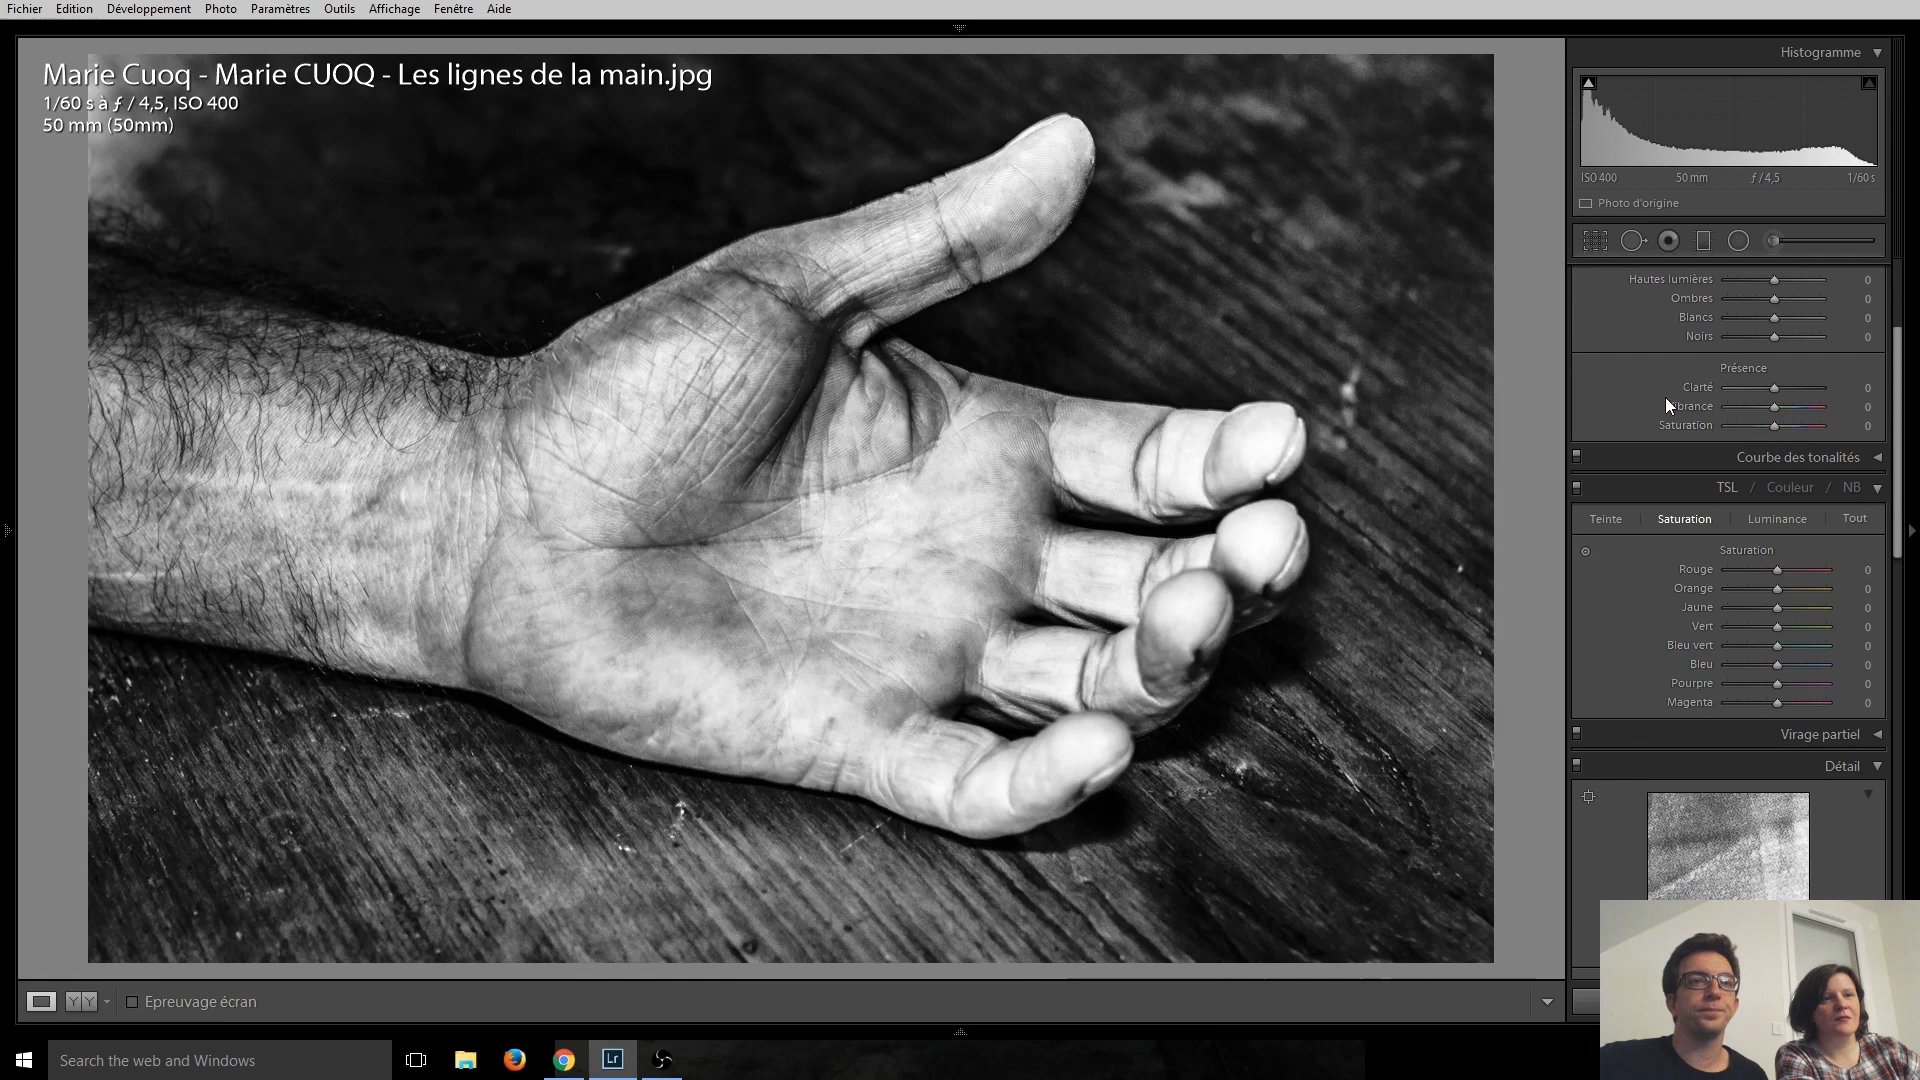 Fichier Edition Développement Photo Paramètres Outils Affichage Fenêtre Aide
Marie Cuoq - Marie CUOQ - Les lignes de la main.jpg
1/60 s à ƒ / 4,5, ISO 400
50 mm (50mm)
Histogramme
ISO 400 50 mm ƒ / 4,5 1/60 s
Photo d'origine
Hautes lumières 0
Ombres 0
Blancs 0
Noirs 0
Présence
Clarté 0
brance 0
Saturation 0
Courbe des tonalités
TSL / Couleur / NB
Teinte Saturation Luminance Tout
Saturation
Rouge 0
Orange 0
Jaune 0
Vert 0
Bleu vert 0
Bleu 0
Pourpre 0
Magenta 0
Virage partiel
Détail
YY Epreuvage écran
Search the web and Windows
Lr